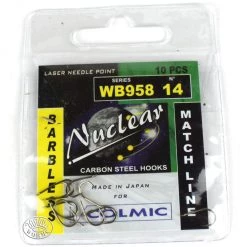 LASER NEEDLE POINT
10 PCS
SERIES
N°
WB958 14
BARBLESS
Nuclear
MATCH LINE
CARBON STEEL HOOKS
MADE IN JAPAN
FOR
COLMIC